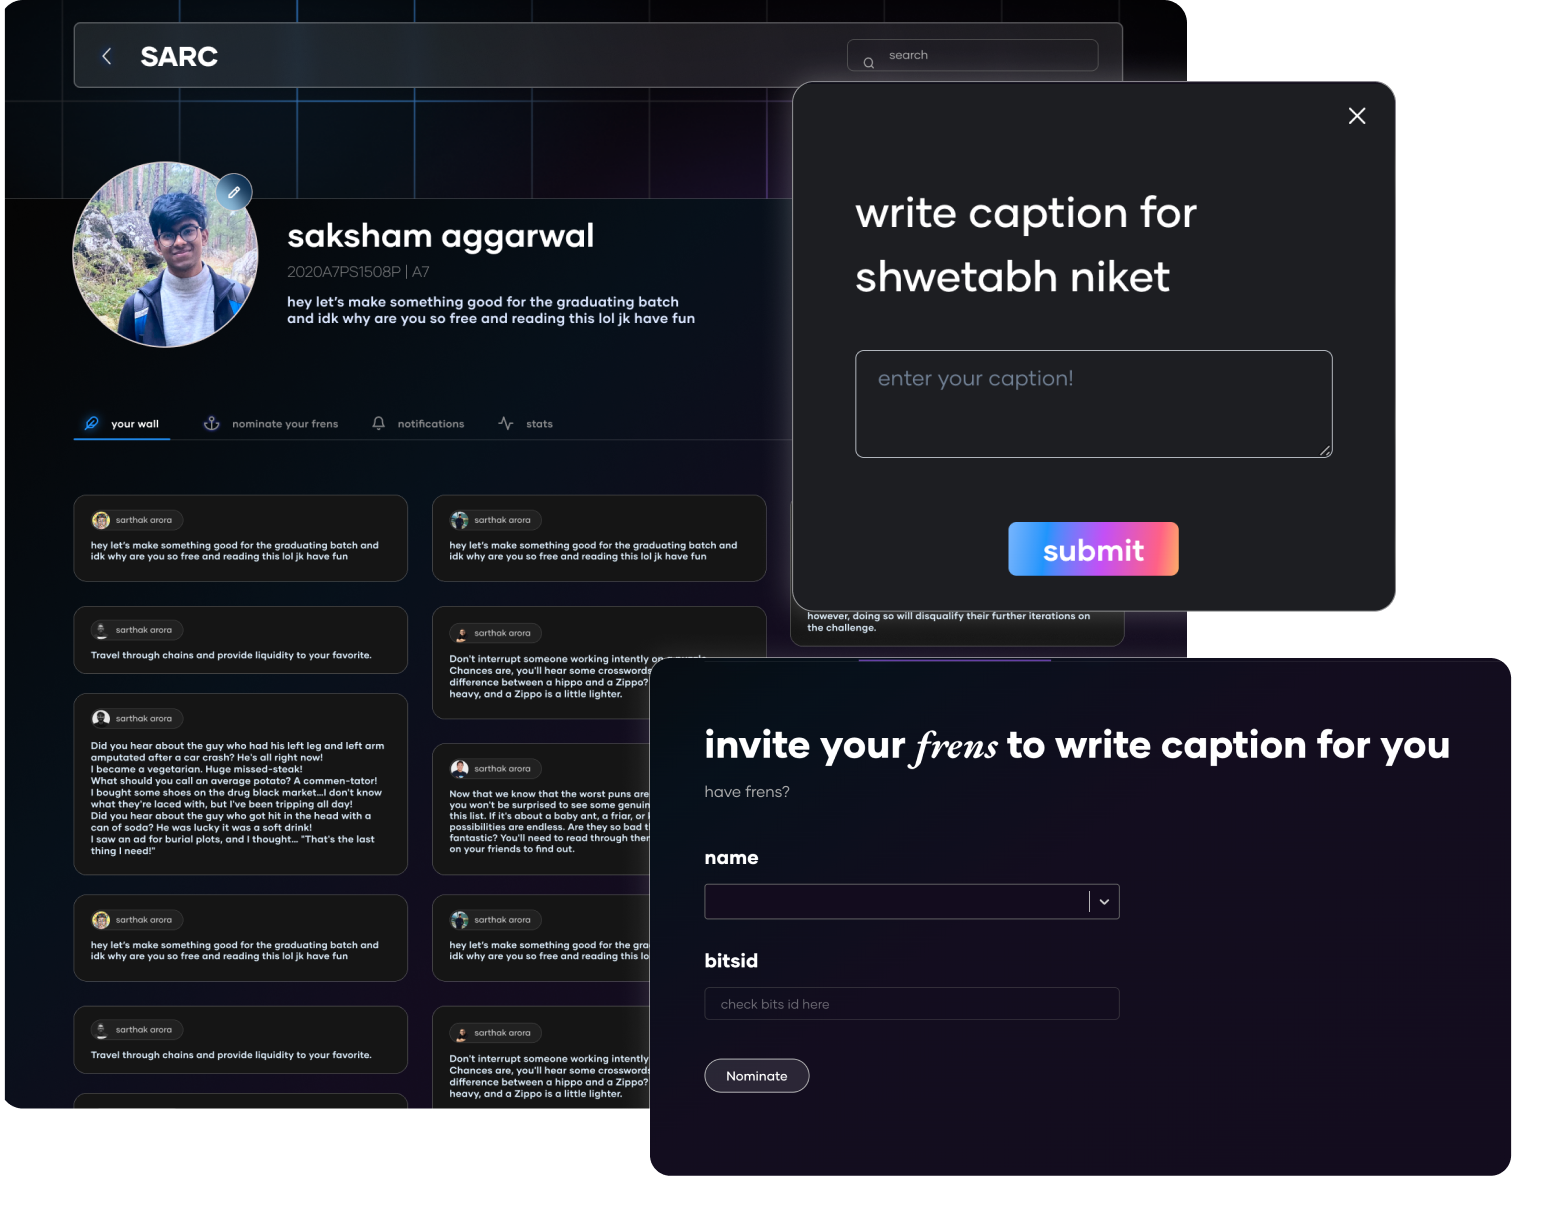 SARC
search
saksham aggarwal
2020A7PS1508P | A7
hey let's make something good for the graduating batch
and idk why are you so free and reading this lol jk have fun
your wall
nominate your frens
notifications
stats
sarthak arora
hey let's make something good for the graduating batch and
idk why are you so free and reading this lol jk have fun
sarthak arora
Travel through chains and provide liquidity to your favorite.
sarthak arora
Did you hear about the guy who had his left leg and left arm
amputated after a car crash? He's all right now!
I became a vegetarian. Huge missed-steak!
What should you call an average potato? A commen-tator!
I bought some shoes on the drug black market...I don't know
what they're laced with, but I've been tripping all day!
Did you hear about the guy who got hit in the head with a
can of soda? He was lucky it was a soft drink!
I saw an ad for burial plots, and I thought... "That's the last
thing I need!"
sarthak arora
hey let's make something good for the graduating batch and
idk why are you so free and reading this lol jk have fun
sarthak arora
Travel through chains and provide liquidity to your favorite.
sarthak arora
hey let's make something good for the graduating batch and
idk why are you so free and reading this lol jk have fun
sarthak arora
Don't interrupt someone working intently on
Chances are, you'll hear some crosswords
difference between a hippo and a Zippo?
heavy, and a Zippo is a little lighter.
sarthak arora
Now that we know that the worst puns are
you won't be surprised to see some
this list. If it's about a baby ant, a friar, or
possibilities are endless. Are they so bad
fantastic? You'll need to read through
on your friends to find out.
sarthak arora
hey let's make something good for the
idk why are you so free and reading this
sarthak arora
Don't interrupt someone working intently
Chances are, you'll hear some crosswords
difference between a hippo and a Zippo?
heavy, and a Zippo is a little lighter.
however, doing so will disqualify their further iterations on
the challenge.
write caption for
shwetabh niket
enter your caption!
submit
invite your frens to write caption for you
have frens?
name
bitsid
check bits id here
Nominate